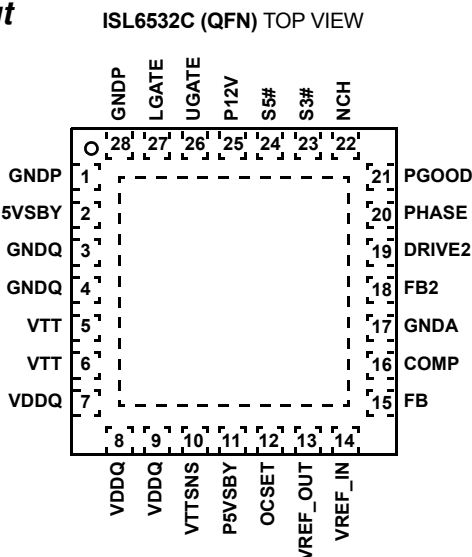 ISL6532C (QFN) TOP VIEW
GNDP
LGATE
UGATE
P12V
S5#
S3#
NCH
28
27
26
25
24
23
22
GNDP 1
5VSBY 2
GNDQ 3
GNDQ 4
VTT 5
VTT 6
VDDQ 7
21 PGOOD
20 PHASE
19 DRIVE2
18 FB2
17 GNDA
16 COMP
15 FB
8
9
10
11
12
13
14
VDDQ
VDDQ
VTTSNS
P5VSBY
OCSET
VREF_OUT
VREF_IN